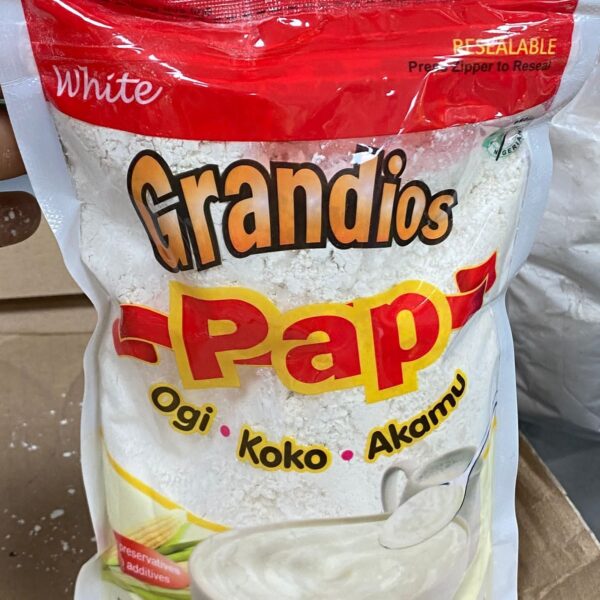 RESEALABLE
Press Zipper to Reseal
White
Grandios
Pap
Ogi • Koko • Akamu
preservatives
additives